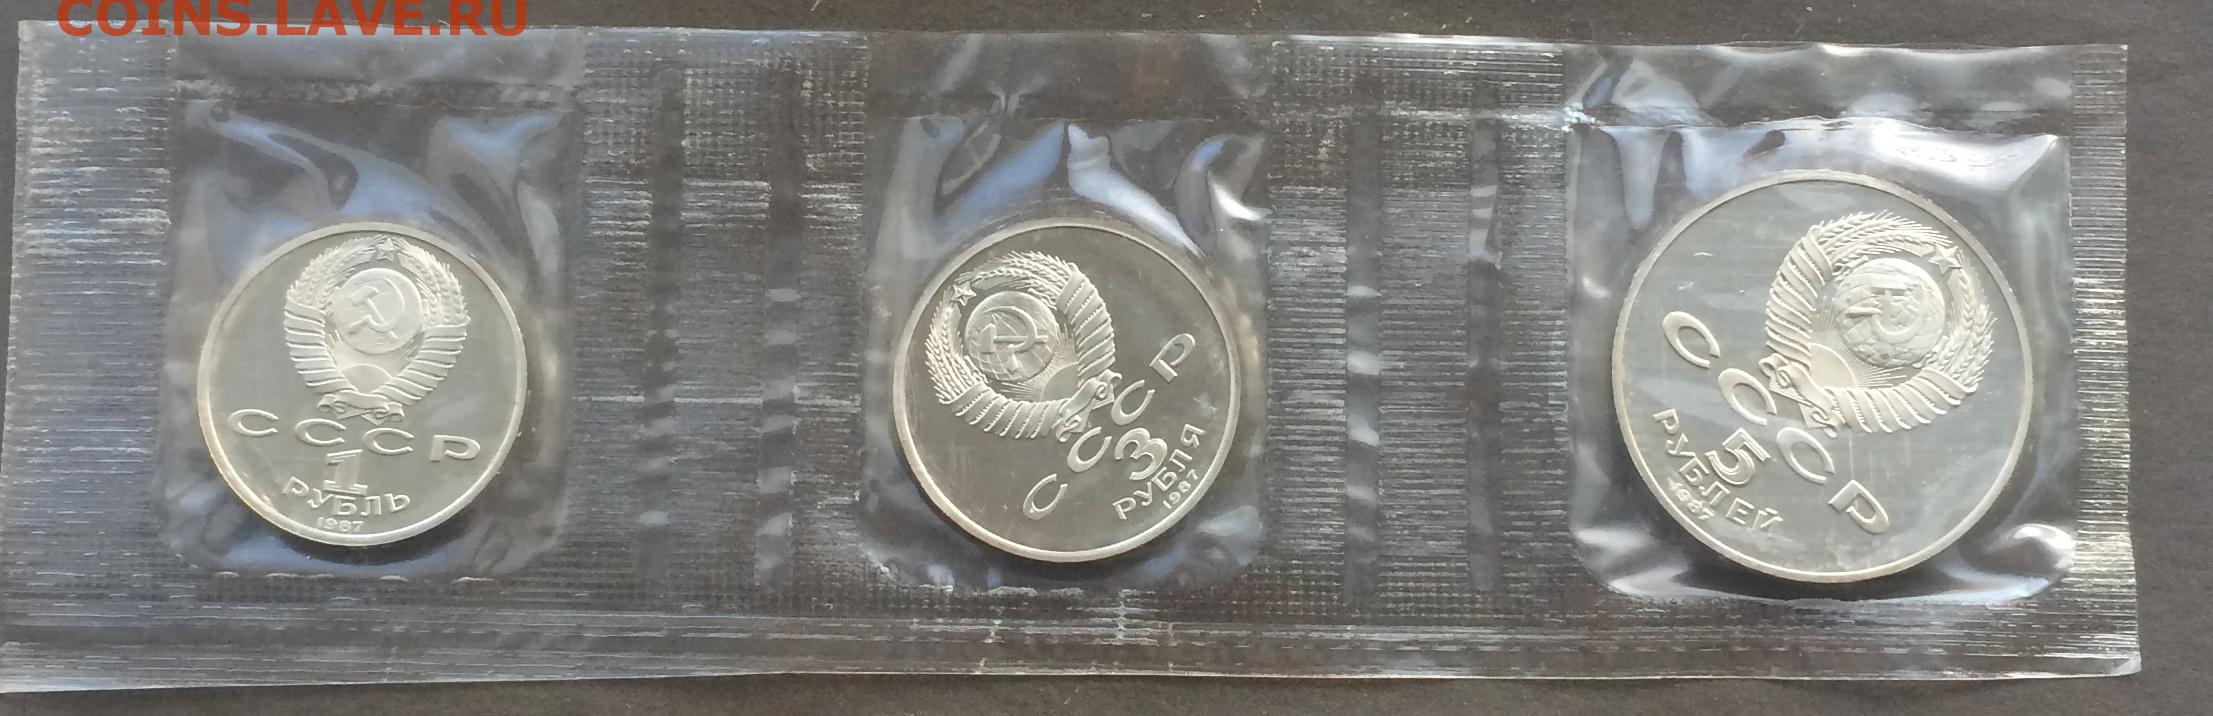 COINS.LAVE.RU
СССР
1
РУБЛЬ
1987
СССР
3
РУБЛЯ
1987
СССР
5
РУБЛЕЙ
1987